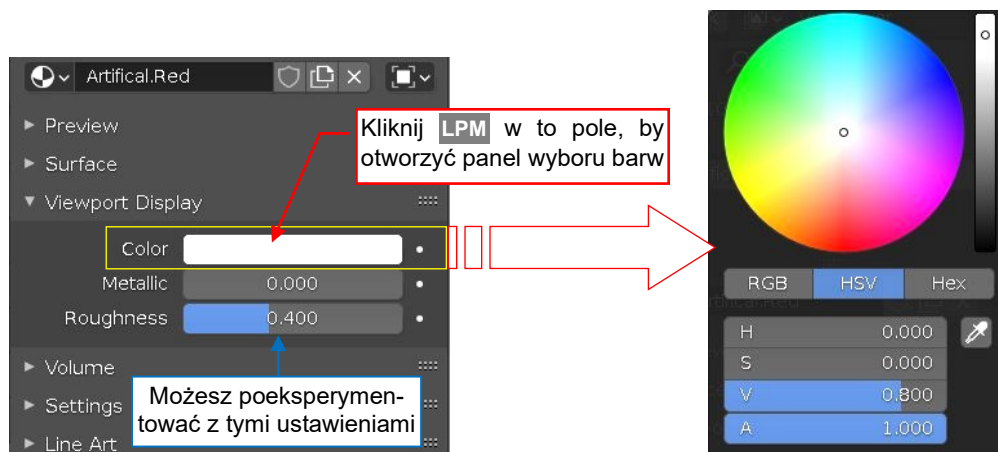 Artifical.Red
Preview
Surface
Viewport Display
Color
Metallic 0.000
Roughness 0.400
Volume
Settings
Line Art
Kliknij LPM w to pole, by
otworzyć panel wyboru barw
Możesz poeksperymen-
tować z tymi ustawieniami
RGB HSV Hex
H 0.000
S 0.000
V 0.800
A 1.000